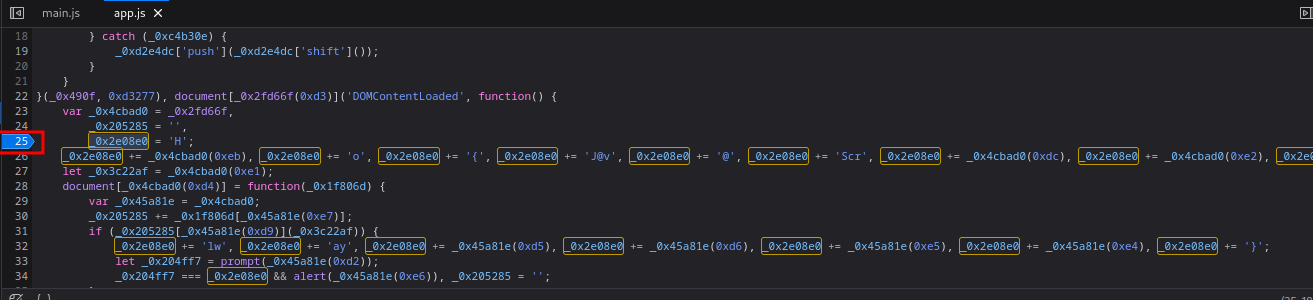 main.js app.js
18 } catch (_0xc4b30e) {
19 _0xd2e4dc['push'](_0xd2e4dc['shift']());
20 }
21 }
22 }(_0x490f, 0xd3277), document[_0x2fd66f(0xd3)]('DOMContentLoaded', function() {
23 var _0x4cbad0 = _0x2fd66f,
24 _0x205285 = '',
25 _0x2e08e0 = 'H';
26 _0x2e08e0 += _0x4cbad0(0xeb), _0x2e08e0 += 'o', _0x2e08e0 += '{', _0x2e08e0 += 'J@v', _0x2e08e0 += '@', _0x2e08e0 += 'Scr', _0x2e08e0 += _0x4cbad0(0xdc), _0x2e08e0 += _0x4cbad0(0xe2),
27 let _0x3c22af = _0x4cbad0(0xe1);
28 document[_0x4cbad0(0xd4)] = function(_0x1f806d) {
29 var _0x45a81e = _0x4cbad0;
30 _0x205285 += _0x1f806d[_0x45a81e(0xe7)];
31 if (_0x205285[_0x45a81e(0xd9)](_0x3c22af)) {
32 _0x2e08e0 += 'lw', _0x2e08e0 += 'ay', _0x2e08e0 += _0x45a81e(0xd5), _0x2e08e0 += _0x45a81e(0xd6), _0x2e08e0 += _0x45a81e(0xe5), _0x2e08e0 += _0x45a81e(0xe4), _0x2e08e0 += '}';
33 let _0x204ff7 = prompt(_0x45a81e(0xd2));
34 _0x204ff7 === _0x2e08e0 && alert(_0x45a81e(0xe6)), _0x205285 = '';